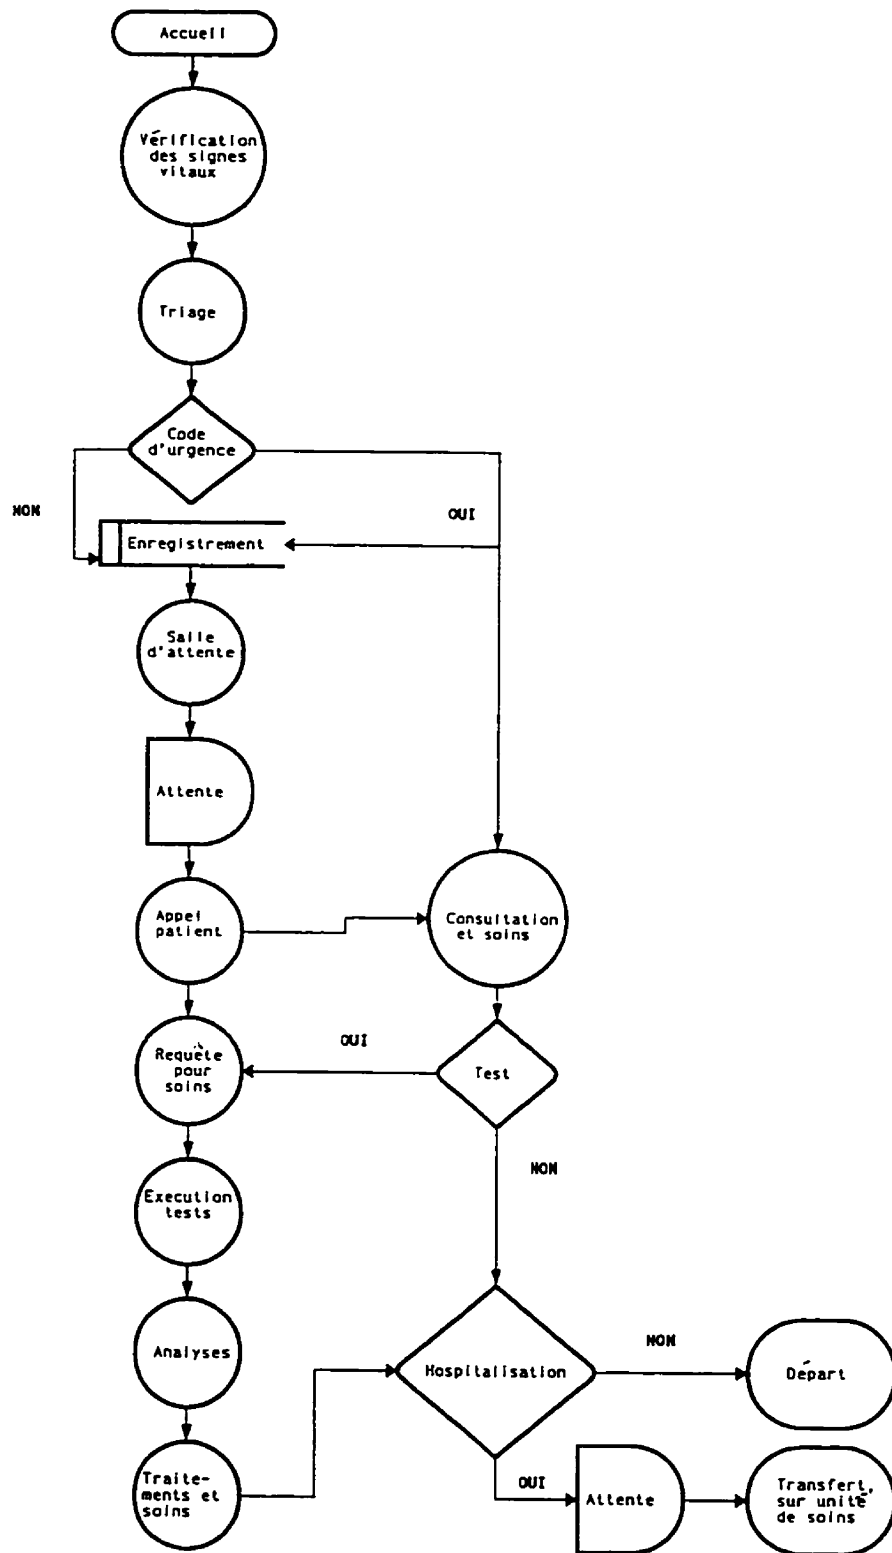 Accueil
Vérification
des signes
vitaux
Triage
Code
d'urgence
NON
OUI
Enregistrement
Salle
d'attente
Attente
Appel
patient
Consultation
et soins
Requête
pour
soins
OUI
Test
NON
Execution
tests
Analyses
Hospitalisation
NON
Départ
Traite-
ments et
soins
OUI
Attente
Transfert
sur unité
de soins